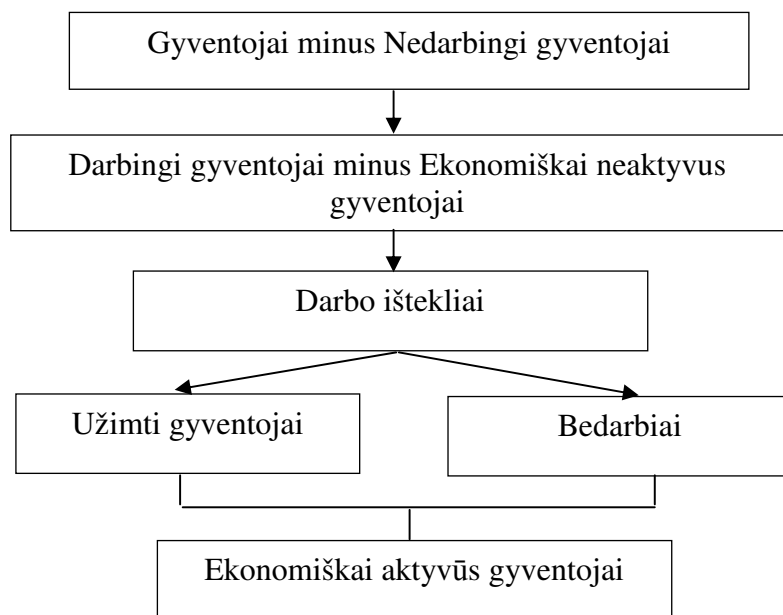 Gyventojai minus Nedarbingi gyventojai
Darbingi gyventojai minus Ekonomiškai neaktyvus
gyventojai
Darbo ištekliai
Užimti gyventojai
Bedarbiai
Ekonomiškai aktyvūs gyventojai